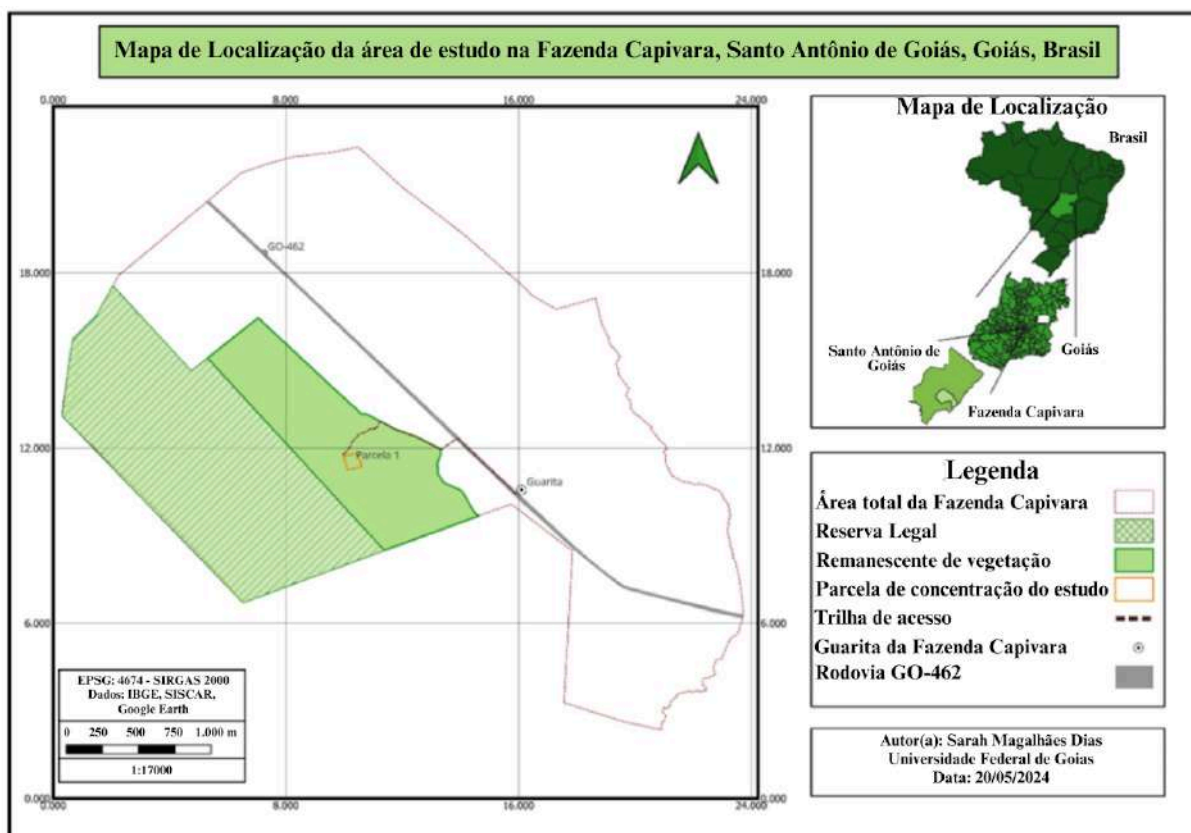 Mapa de Localização da área de estudo na Fazenda Capivara, Santo Antônio de Goiás, Goiás, Brasil
0.000
8.000
16.000
24.000
GO-462
18.000
18.000
12.000
12.000
Parcela 1
Guarita
6.000
6.000
EPSG: 4674 - SIRGAS 2000
Dados: IBGE, SISCAR,
Google Earth
0 250 500 750 1.000 m
1:17000
0.000
0.000
8.000
16.000
24.000
0.000
Mapa de Localização
Brasil
Santo Antônio de
Goiás
Goiás
Fazenda Capivara
Legenda
Área total da Fazenda Capivara
Reserva Legal
Remanescente de vegetação
Parcela de concentração do estudo
Trilha de acesso
Guarita da Fazenda Capivara
Rodovia GO-462
Autor(a): Sarah Magalhães Dias
Universidade Federal de Goias
Data: 20/05/2024